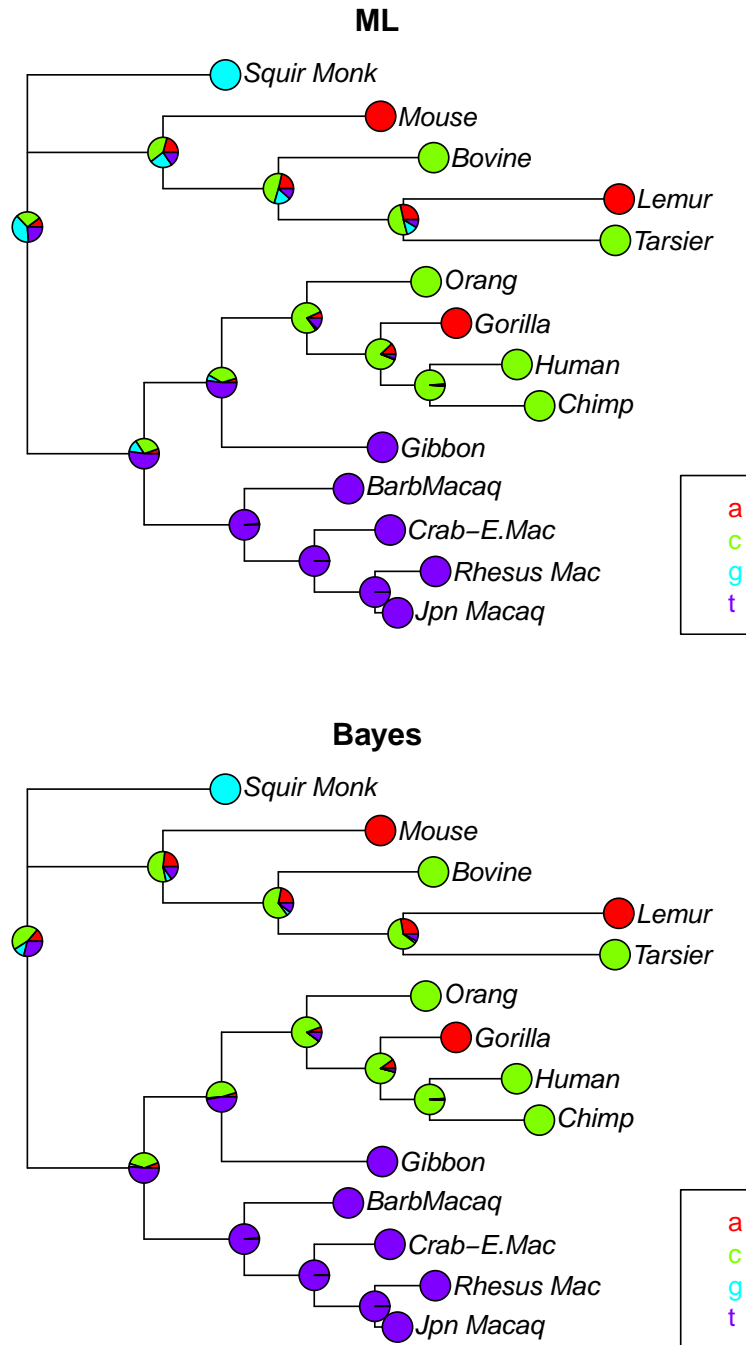 ML
Squir Monk
Mouse
Bovine
Lemur
Tarsier
Orang
Gorilla
Human
Chimp
Gibbon
BarbMacaq
Crab−E.Mac
Rhesus Mac
Jpn Macaq
a
c
g
t
Bayes
Squir Monk
Mouse
Bovine
Lemur
Tarsier
Orang
Gorilla
Human
Chimp
Gibbon
BarbMacaq
Crab−E.Mac
Rhesus Mac
Jpn Macaq
a
c
g
t